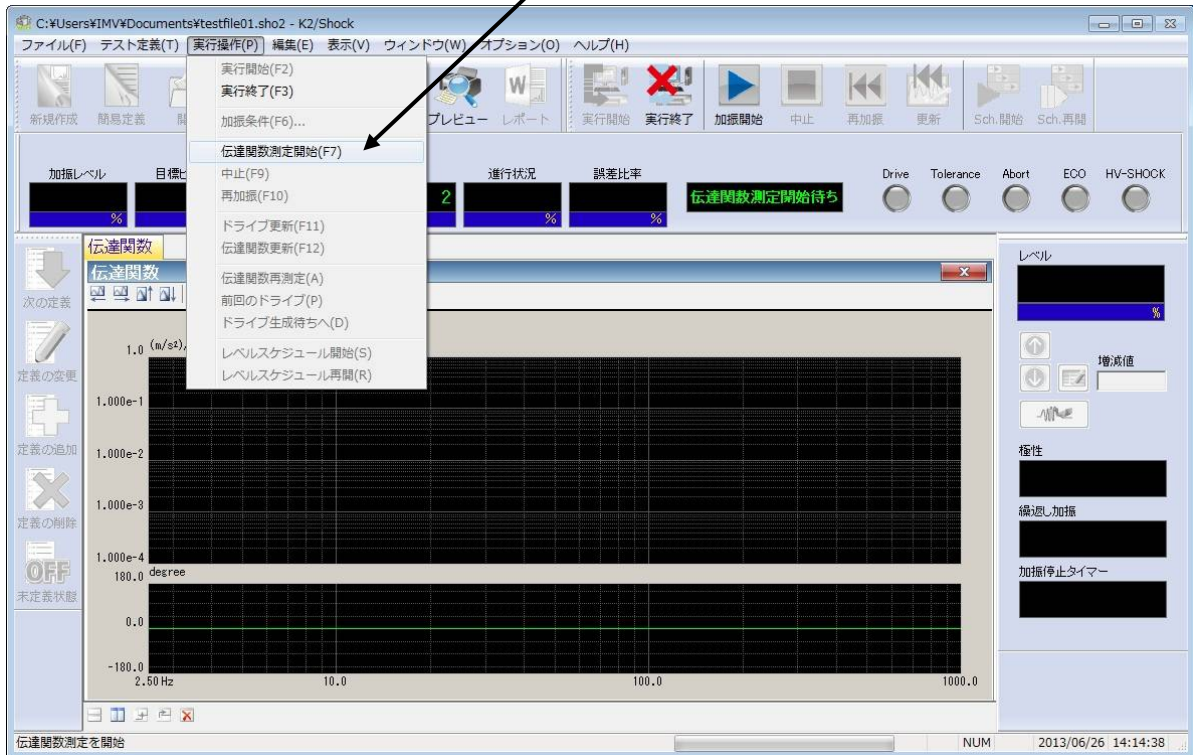 C:¥Users¥IMV¥Documents¥testfile01.sho2 - K2/Shock
ファイル(F) テスト定義(T) 実行操作(P) 編集(E) 表示(V) ウィンドウ(W) オプション(O) ヘルプ(H)
実行開始(F2)
実行終了(F3)
加振条件(F6)...
伝達関数測定開始(F7)
中止(F9)
再加振(F10)
ドライブ更新(F11)
伝達関数更新(F12)
伝達関数再測定(A)
前回のドライブ(P)
ドライブ生成待ちへ(D)
レベルスケジュール開始(S)
レベルスケジュール再開(R)
新規作成 簡易定義 プレビュー レポート 実行開始 実行終了 加振開始 中止 再加振 更新 Sch.開始 Sch.再開
加振レベル 進行状況 誤差比率 Drive Tolerance Abort ECO HV-SHOCK
2 伝達関数測定開始待ち
% % %
伝達関数
伝達関数
次の定義
定義の変更
定義の追加
定義の削除
OFF
未定義状態
1.0 (m/s²),
1.000e-1
1.000e-2
1.000e-3
1.000e-4
180.0 degree
0.0
-180.0
2.50 Hz 10.0 100.0 1000.0
レベル
%
増減値
極性
繰返し加振
加振停止タイマー
伝達関数測定を開始 NUM 2013/06/26 14:14:38